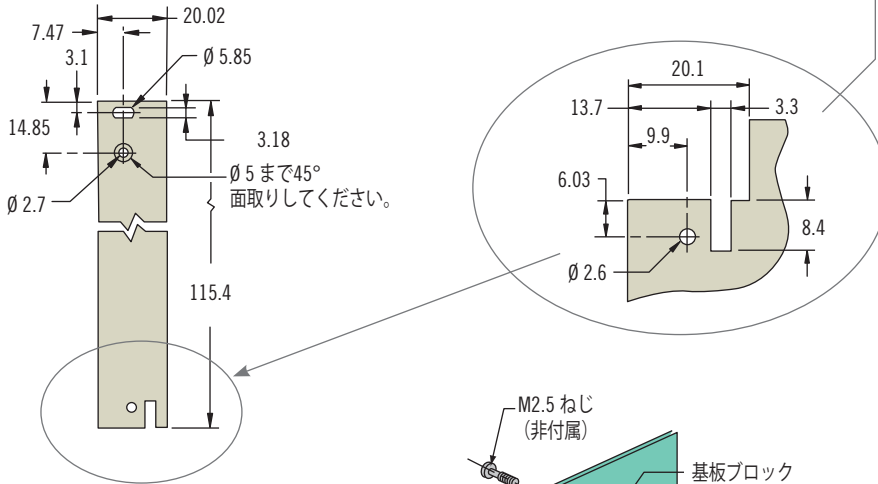 20.02
7.47
3.1
Ø 5.85
14.85
3.18
Ø 5 まで45°
面取りしてください。
Ø 2.7
115.4
20.1
13.7
3.3
9.9
6.03
8.4
Ø 2.6
M2.5 ねじ
（非付属）
基板ブロック